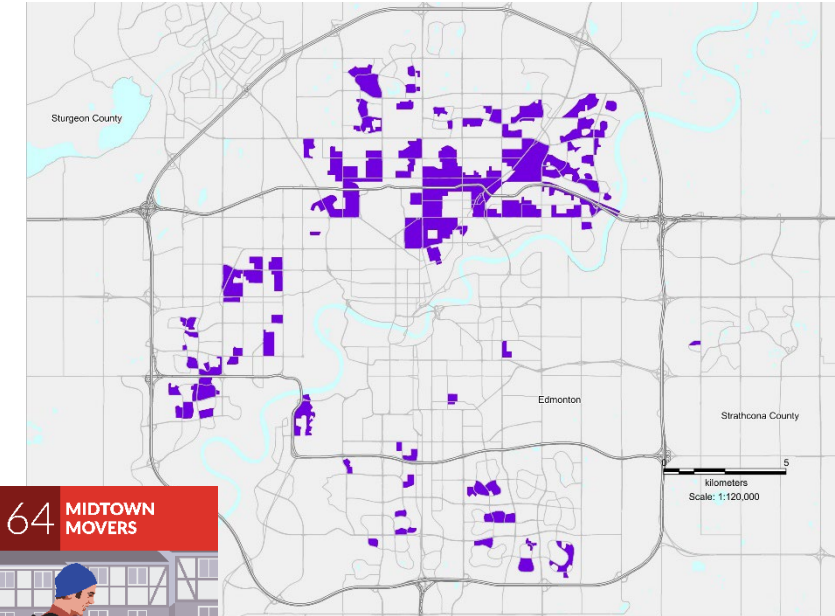 Sturgeon County
Edmonton
Strathcona County
0 5
kilometers
Scale: 1:120,000
64 MIDTOWN
MOVERS